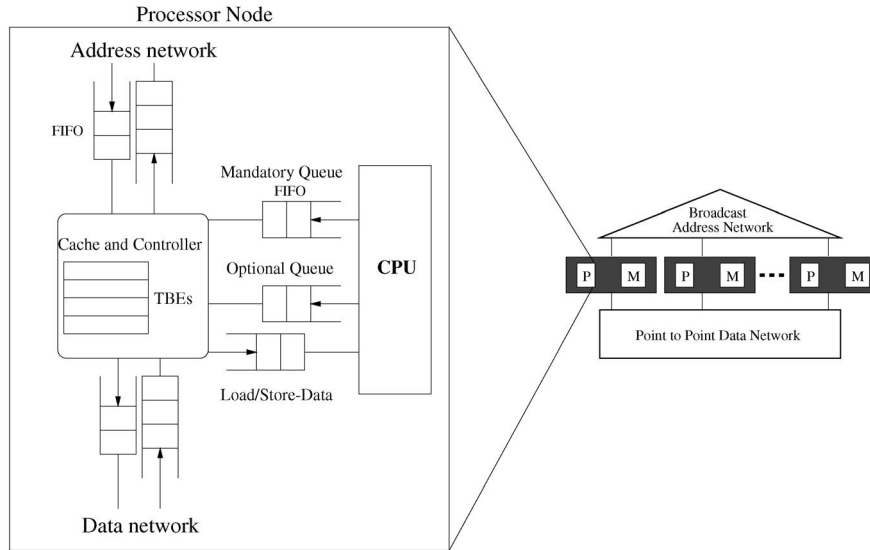 Processor Node
Address network
FIFO
Mandatory Queue
FIFO
Cache and Controller
TBEs
Optional Queue
CPU
Load/Store-Data
Data network
Broadcast
Address Network
P M P M P M
Point to Point Data Network